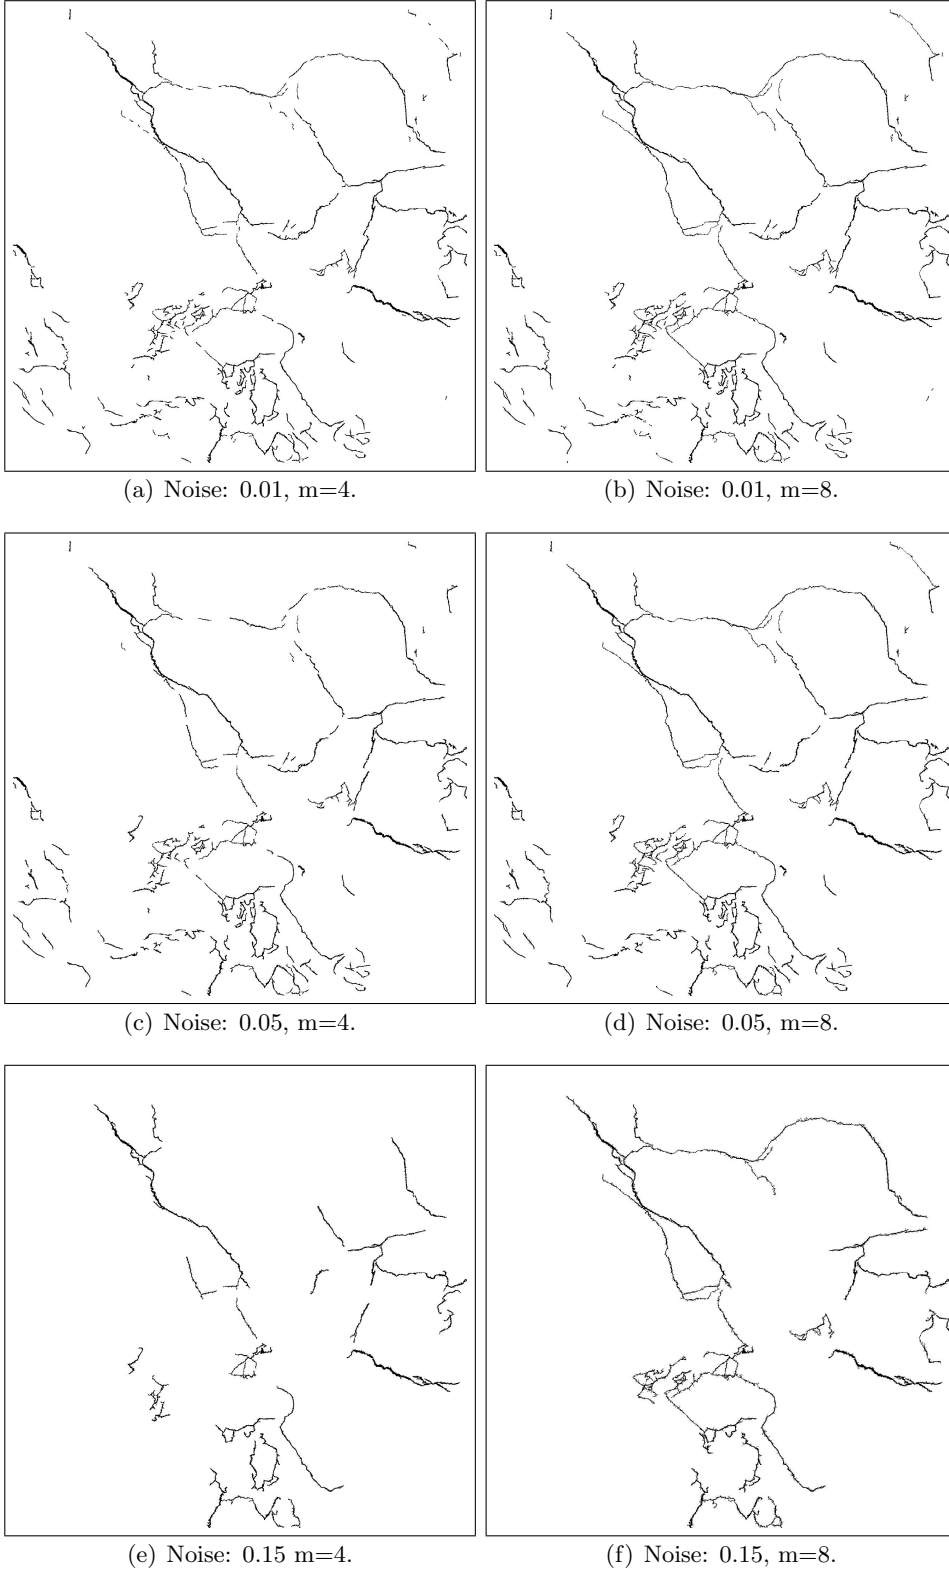 (a) Noise: 0.01, m=4.
(b) Noise: 0.01, m=8.
(c) Noise: 0.05, m=4.
(d) Noise: 0.05, m=8.
(e) Noise: 0.15 m=4.
(f) Noise: 0.15, m=8.